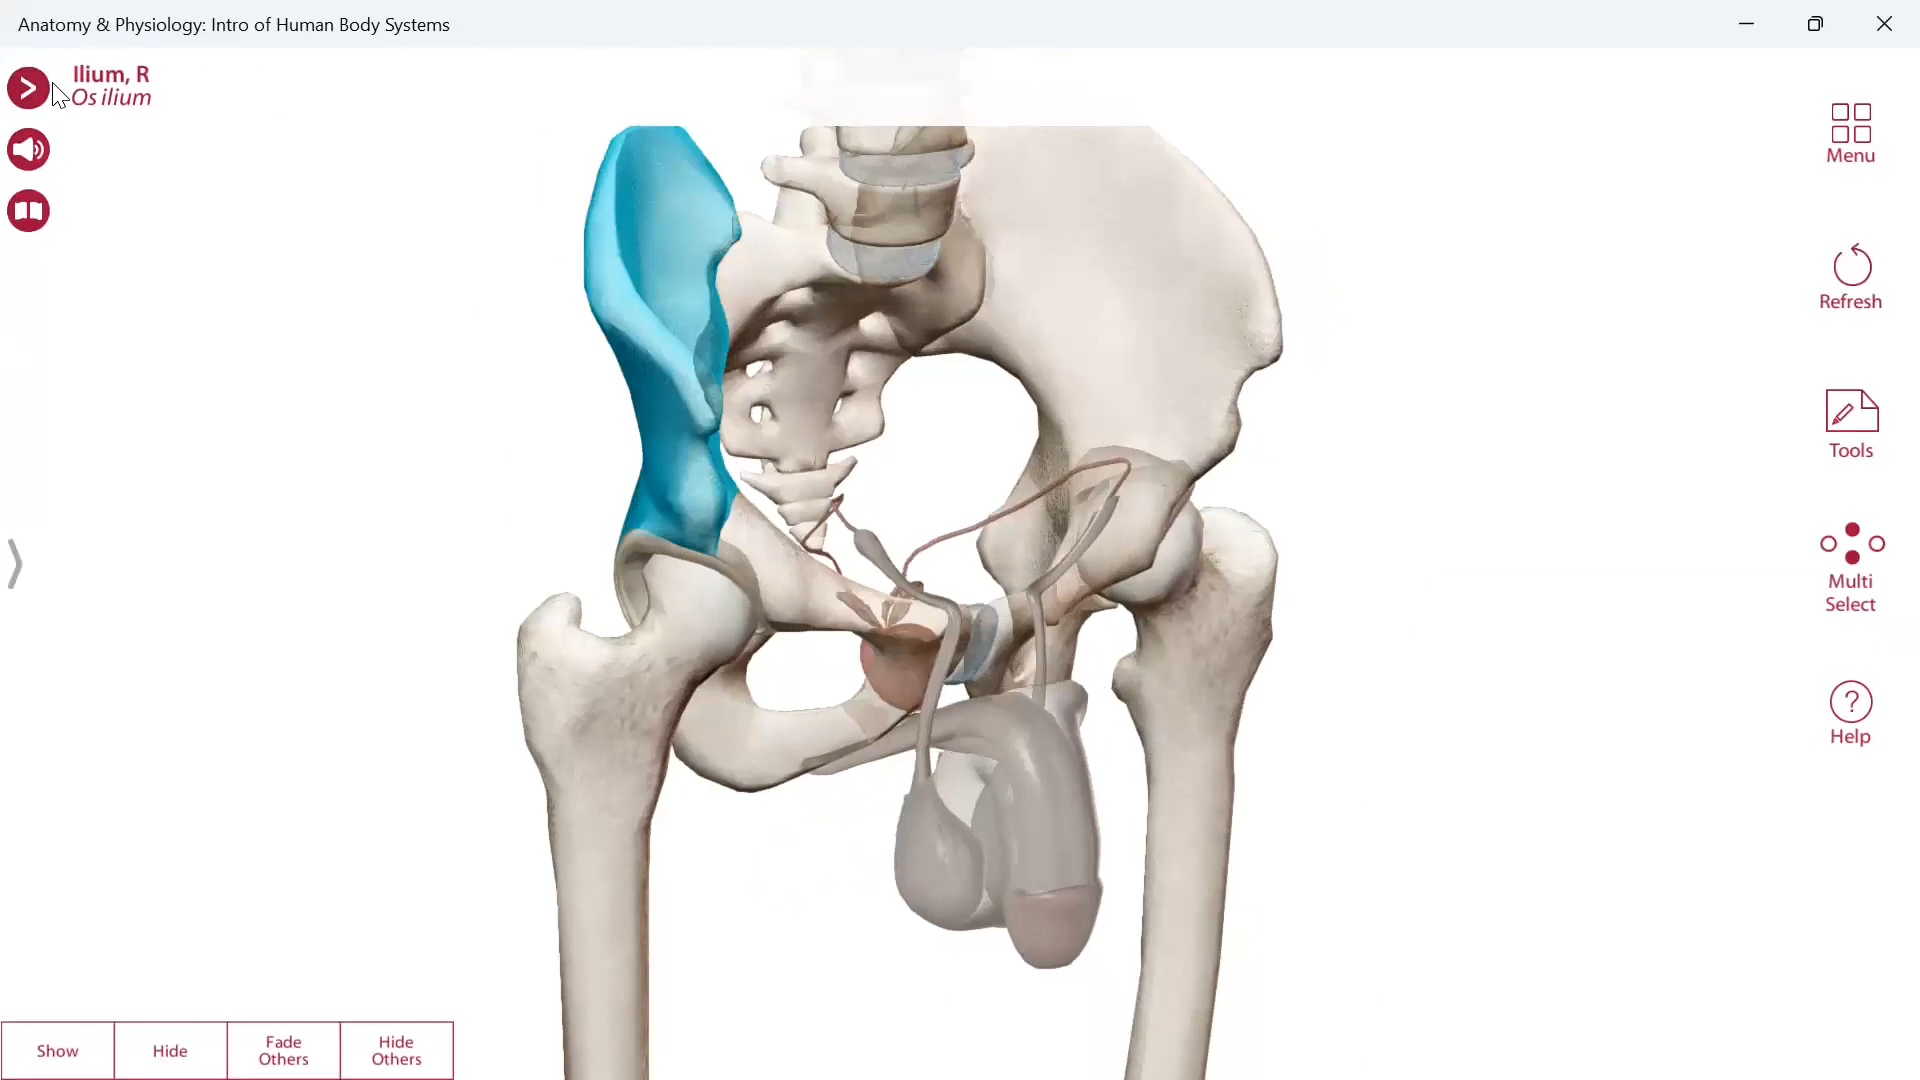 Anatomy & Physiology: Intro of Human Body Systems
Ilium, R
Os ilium
Menu
Refresh
Tools
Multi
Select
?
Help
Show
Hide
Fade
Others
Hide
Others